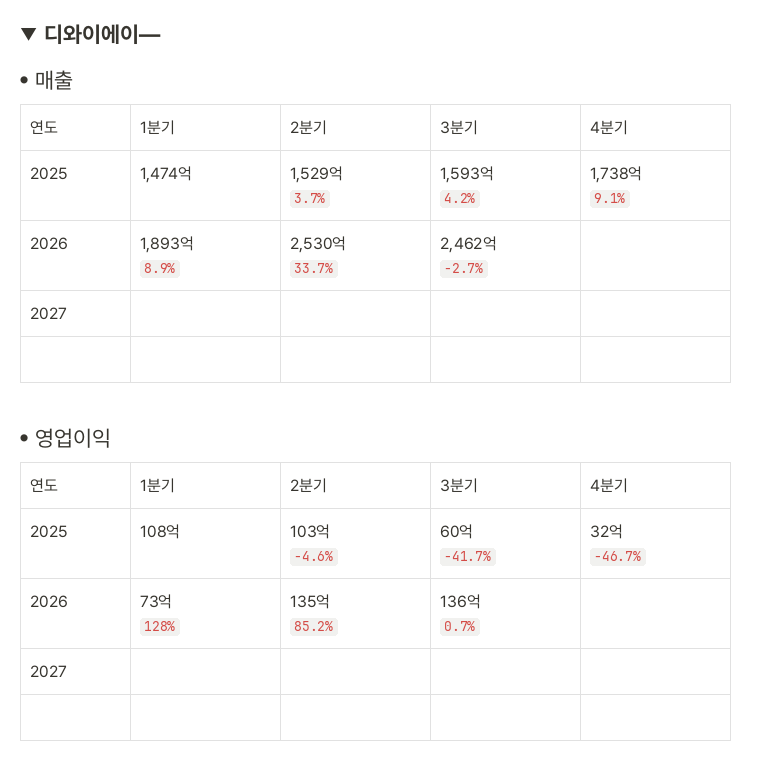 ▼ 디와이에이—
• 매출
연도 1분기 2분기 3분기 4분기
2025 1,474억 1,529억 1,593억 1,738억
3.7% 4.2% 9.1%
2026 1,893억 2,530억 2,462억
8.9% 33.7% -2.7%
2027
• 영업이익
연도 1분기 2분기 3분기 4분기
2025 108억 103억 60억 32억
-4.6% -41.7% -46.7%
2026 73억 135억 136억
128% 85.2% 0.7%
2027